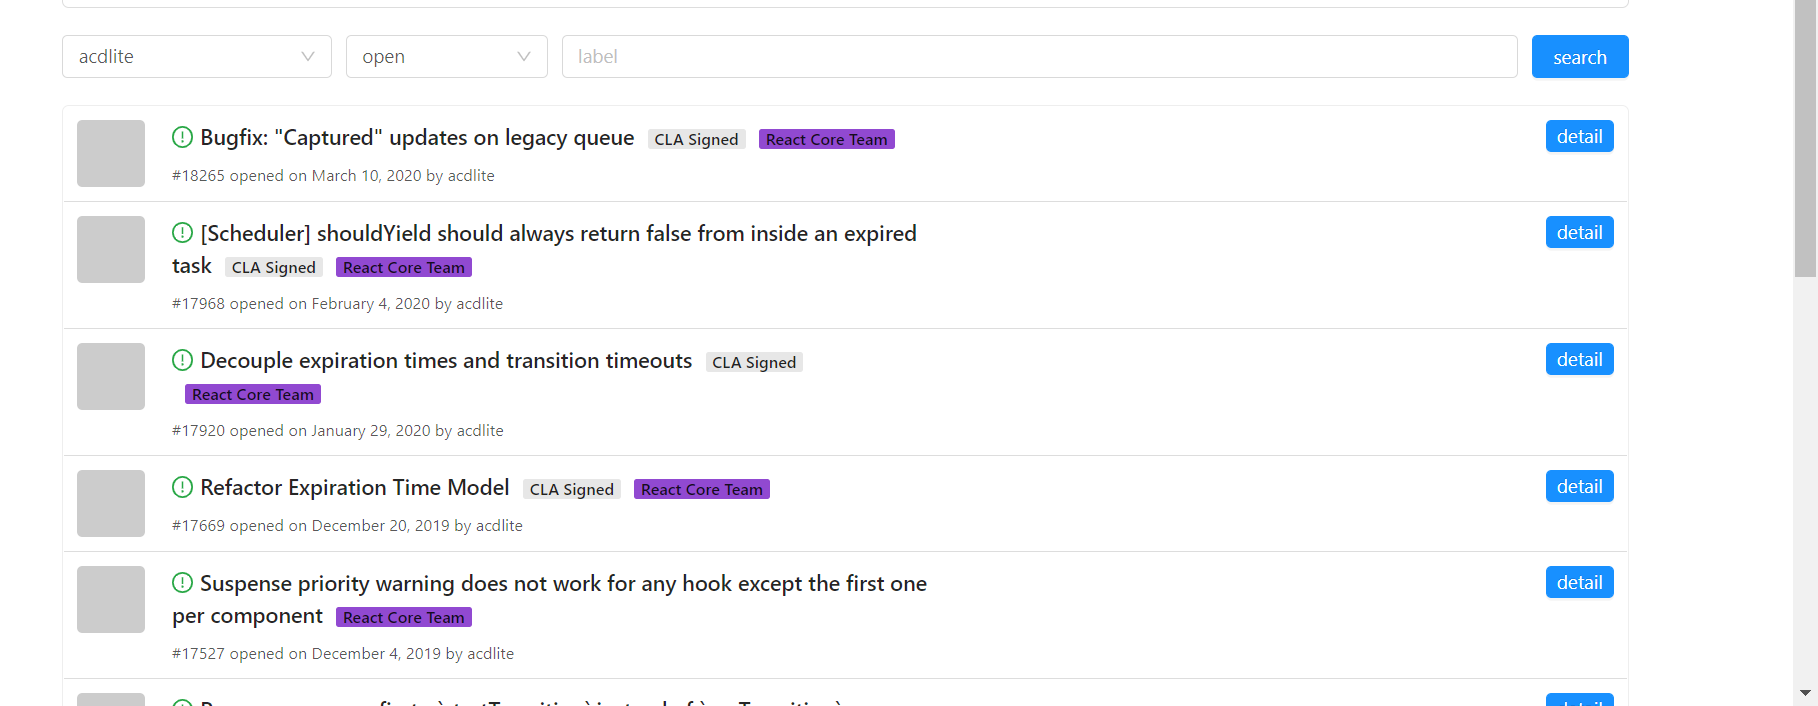 acdlite open label search
Bugfix: "Captured" updates on legacy queue CLA Signed React Core Team detail
#18265 opened on March 10, 2020 by acdlite
[Scheduler] shouldYield should always return false from inside an expired detail
task CLA Signed React Core Team
#17968 opened on February 4, 2020 by acdlite
Decouple expiration times and transition timeouts CLA Signed detail
React Core Team
#17920 opened on January 29, 2020 by acdlite
Refactor Expiration Time Model CLA Signed React Core Team detail
#17669 opened on December 20, 2019 by acdlite
Suspense priority warning does not work for any hook except the first one detail
per component React Core Team
#17527 opened on December 4, 2019 by acdlite
detail